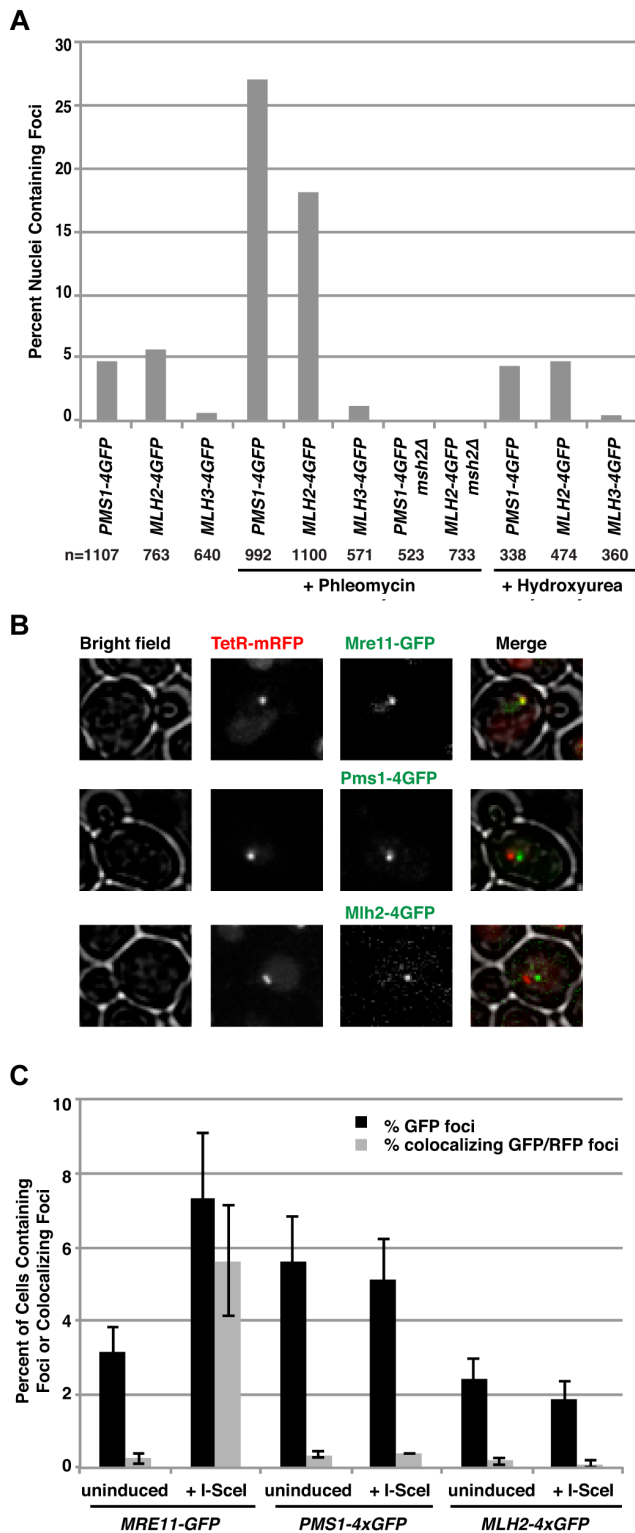 A
Percent Nuclei Containing Foci
30
25
20
15
10
5
0
PMS1-4GFP
MLH2-4GFP
MLH3-4GFP
PMS1-4GFP
MLH2-4GFP
MLH3-4GFP
PMS1-4GFP
msh2Δ
MLH2-4GFP
msh2Δ
PMS1-4GFP
MLH2-4GFP
MLH3-4GFP
n=1107 763 640 992 1100 571 523 733 338 474 360
+ Phleomycin + Hydroxyurea
B
Bright field TetR-mRFP Mre11-GFP Merge
Pms1-4GFP
Mlh2-4GFP
C
Percent of Cells Containing
Foci or Colocalizing Foci
10
8
6
4
2
0
% GFP foci
% colocalizing GFP/RFP foci
uninduced + I-SceI uninduced + I-SceI uninduced + I-SceI
MRE11-GFP PMS1-4xGFP MLH2-4xGFP